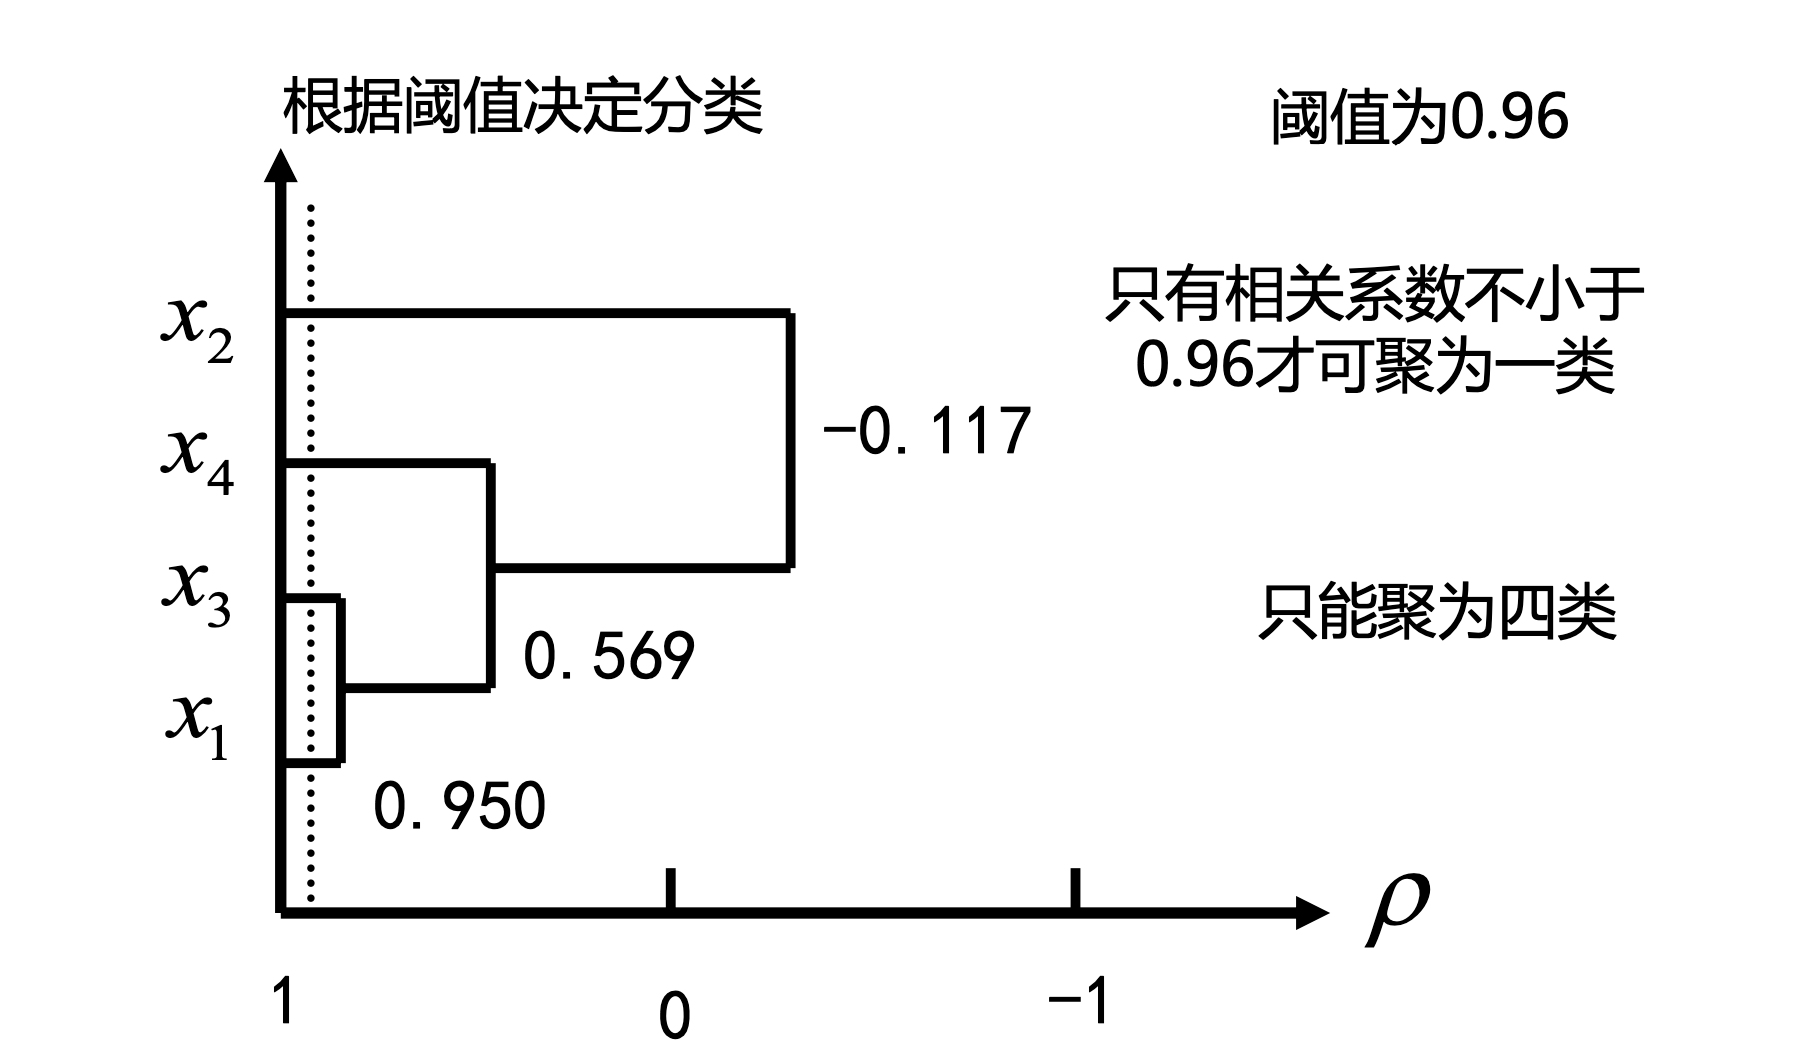 根据阈值决定分类
阈值为0.96
只有相关系数不小于
0.96才可聚为一类
x₂
-0.117
x₄
x₃
只能聚为四类
0.569
x₁
0.950
ρ
1
0
-1